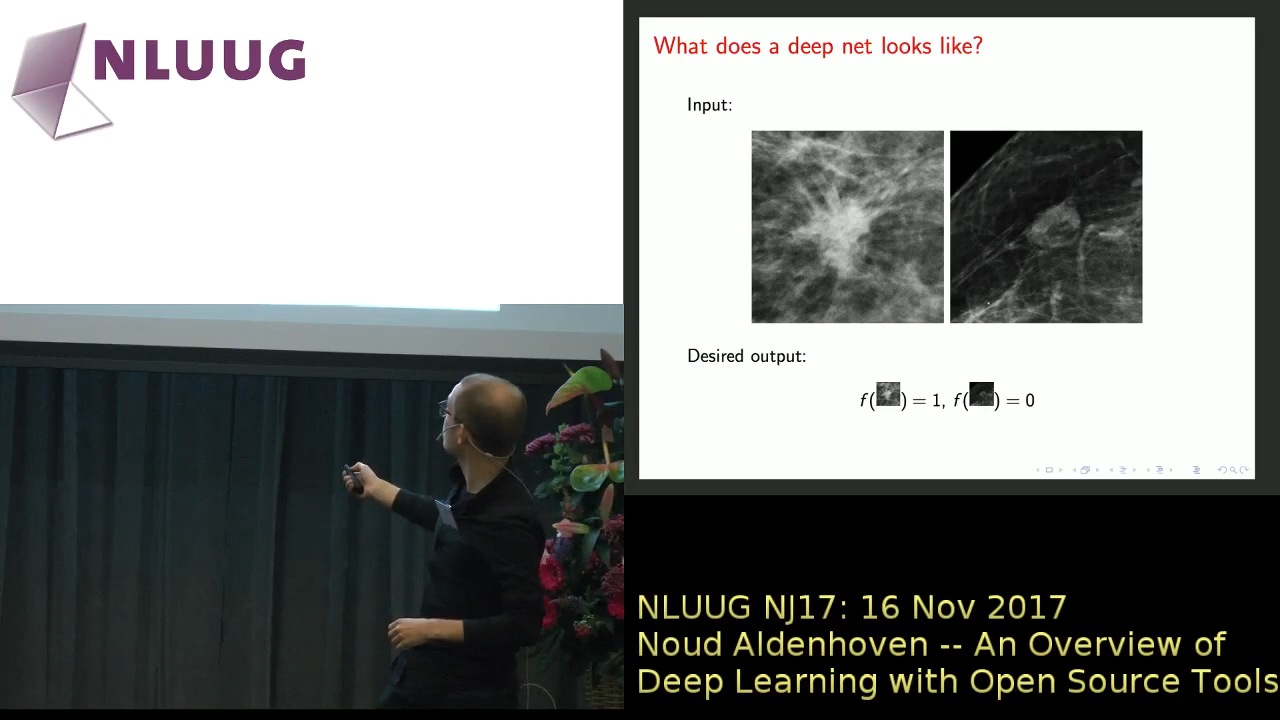 NLUUG
What does a deep net looks like?
Input:
Desired output:
f( ) = 1, f( ) = 0
NLUUG NJ17: 16 Nov 2017
Noud Aldenhoven -- An Overview of
Deep Learning with Open Source Tools